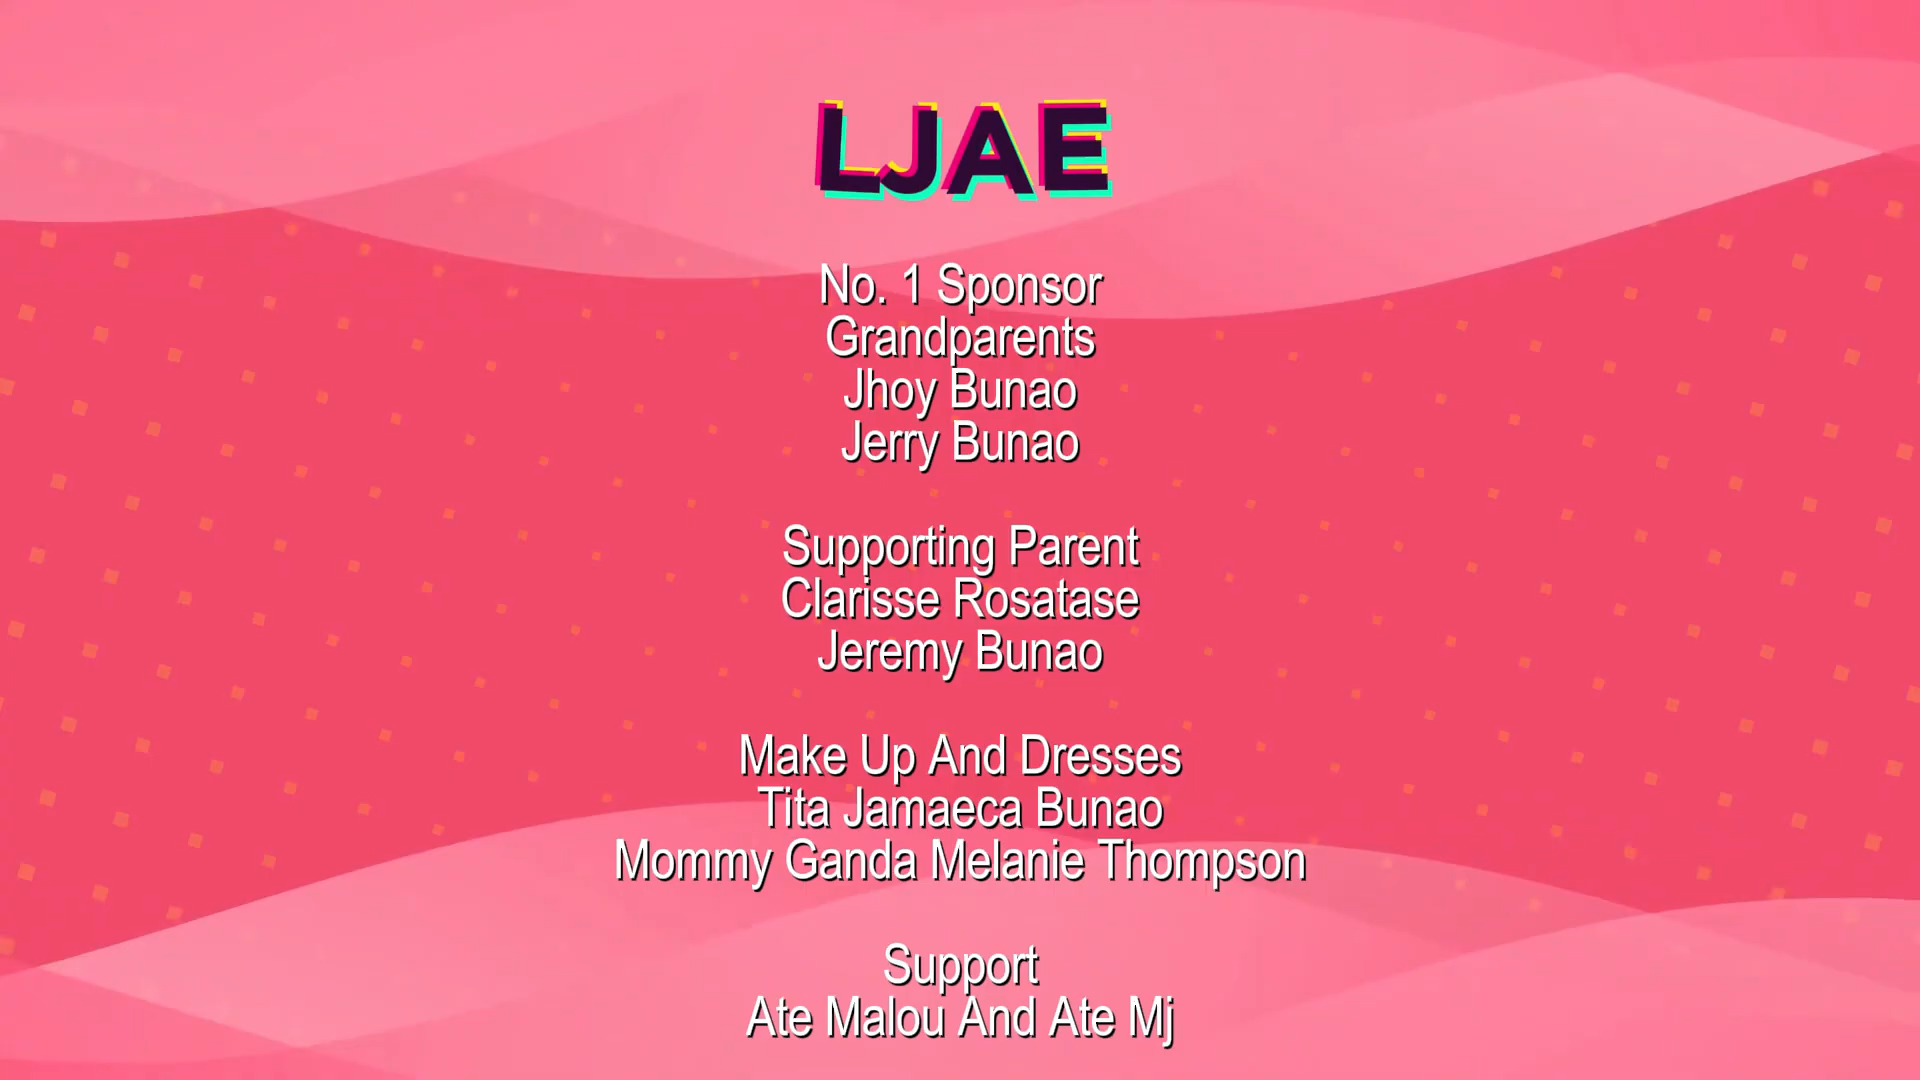 LJAE
No. 1 Sponsor
Grandparents
Jhoy Bunao
Jerry Bunao
Supporting Parent
Clarisse Rosatase
Jeremy Bunao
Make Up And Dresses
Tita Jamaeca Bunao
Mommy Ganda Melanie Thompson
Support
Ate Malou And Ate Mj